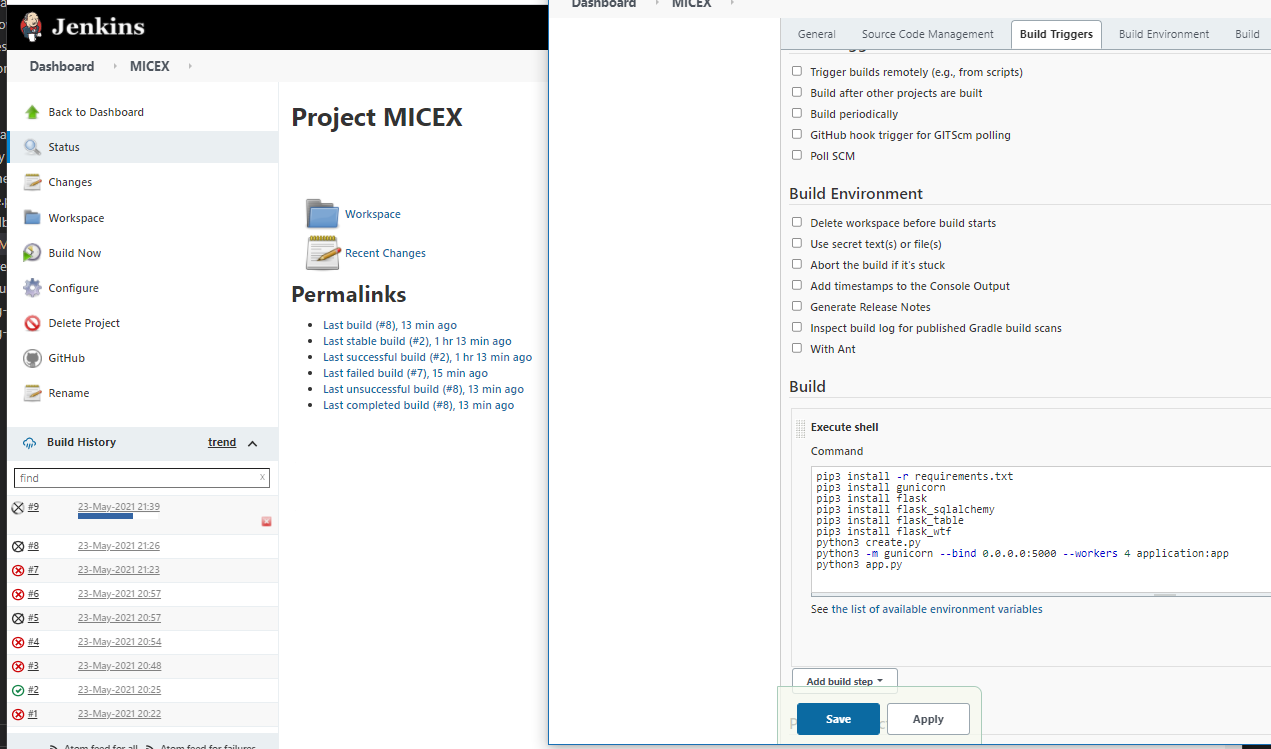 Jenkins
Dashboard
MICEX
Back to Dashboard
Status
Changes
Workspace
Build Now
Configure
Delete Project
GitHub
Rename
Build History
trend
find
x
#9
23-May-2021 21:39
#8
23-May-2021 21:26
#7
23-May-2021 21:23
#6
23-May-2021 20:57
#5
23-May-2021 20:57
#4
23-May-2021 20:54
#3
23-May-2021 20:48
#2
23-May-2021 20:25
#1
23-May-2021 20:22
Atom feed for all
Atom feed for failures
Project MICEX
Workspace
Recent Changes
Permalinks
Last build (#8), 13 min ago
Last stable build (#2), 1 hr 13 min ago
Last successful build (#2), 1 hr 13 min ago
Last failed build (#7), 15 min ago
Last unsuccessful build (#8), 13 min ago
Last completed build (#8), 13 min ago
Dashboard
MICEX
General
Source Code Management
Build Triggers
Build Environment
Build
Trigger builds remotely (e.g., from scripts)
Build after other projects are built
Build periodically
GitHub hook trigger for GITScm polling
Poll SCM
Build Environment
Delete workspace before build starts
Use secret text(s) or file(s)
Abort the build if it's stuck
Add timestamps to the Console Output
Generate Release Notes
Inspect build log for published Gradle build scans
With Ant
Build
Execute shell
Command
pip3 install -r requirements.txt
pip3 install gunicorn
pip3 install flask
pip3 install flask_sqlalchemy
pip3 install flask_table
pip3 install flask_wtf
python3 create.py
python3 -m gunicorn --bind 0.0.0.0:5000 --workers 4 application:app
python3 app.py
See the list of available environment variables
Add build step
Save
Apply